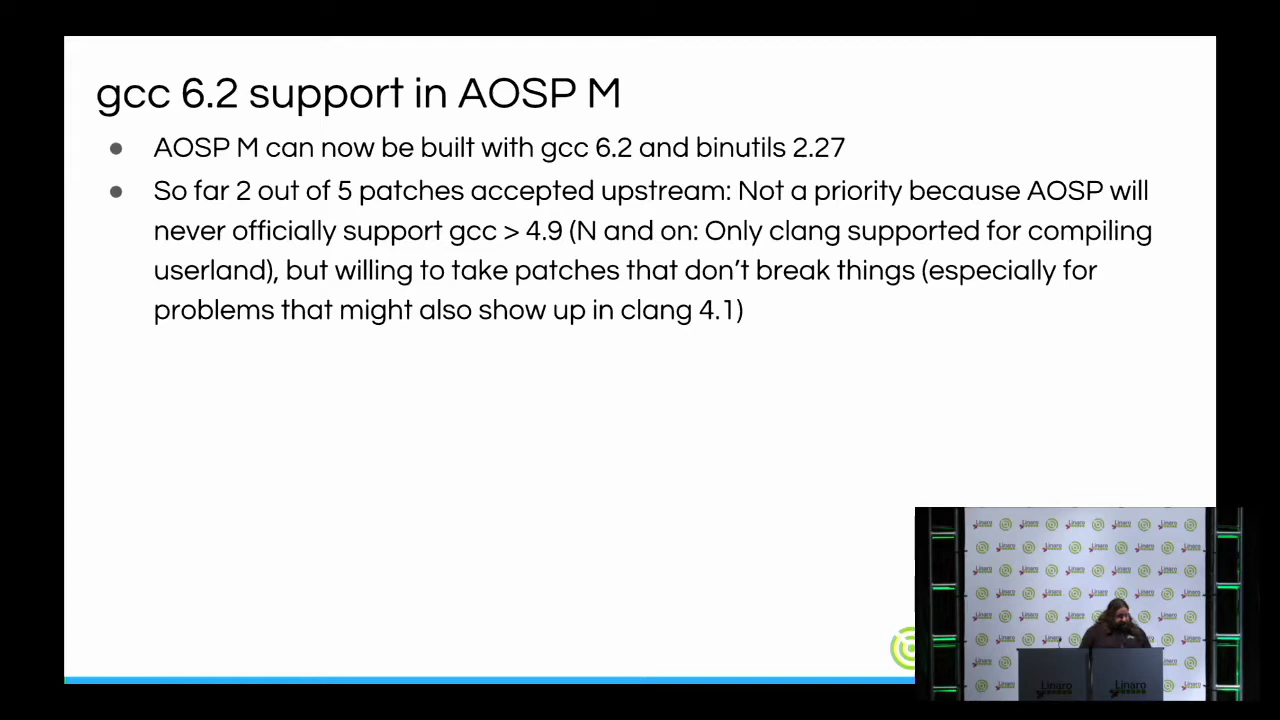 gcc 6.2 support in AOSP M
AOSP M can now be built with gcc 6.2 and binutils 2.27
So far 2 out of 5 patches accepted upstream: Not a priority because AOSP will
never officially support gcc > 4.9 (N and on: Only clang supported for compiling
userland), but willing to take patches that don't break things (especially for
problems that might also show up in clang 4.1)
Linaro
Linaro